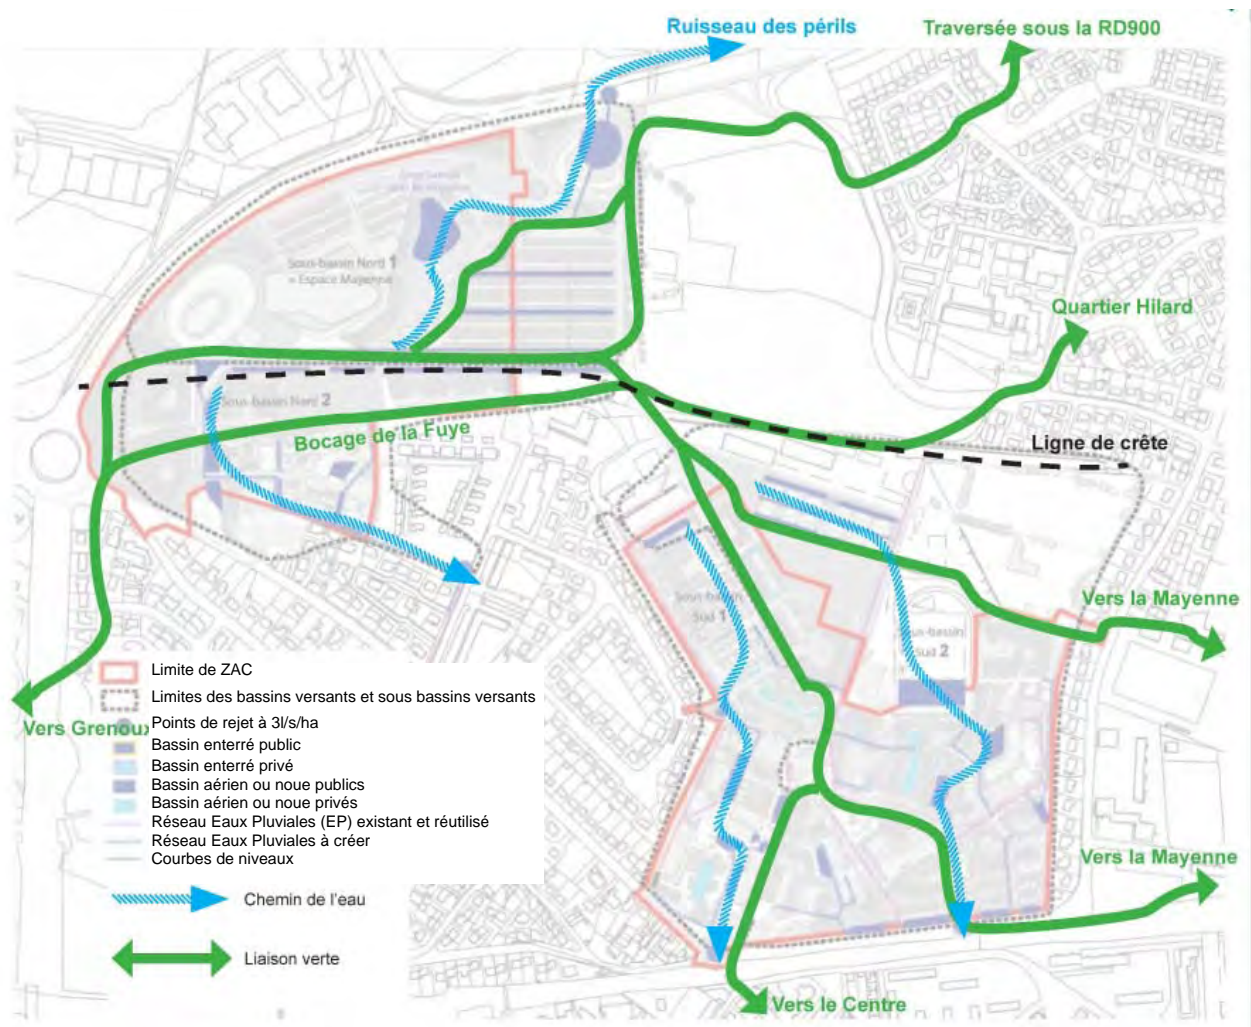 Ruisseau des périls
Traversée sous la RD900
Sous-bassin Nord 1
= Espace Mayenne
Quartier Hilard
Sous-bassin Nord 2
Bocage de la Fuye
Ligne de crête
Sous-bassin
Sud 1
Vers la Mayenne
Sous-bassin
Sud 2
Vers Grenoux
Limite de ZAC
Limites des bassins versants et sous bassins versants
Points de rejet à 3l/s/ha
Bassin enterré public
Bassin enterré privé
Bassin aérien ou noue publics
Bassin aérien ou noue privés
Réseau Eaux Pluviales (EP) existant et réutilisé
Réseau Eaux Pluviales à créer
Courbes de niveaux
Chemin de l'eau
Liaison verte
Vers la Mayenne
Vers le Centre